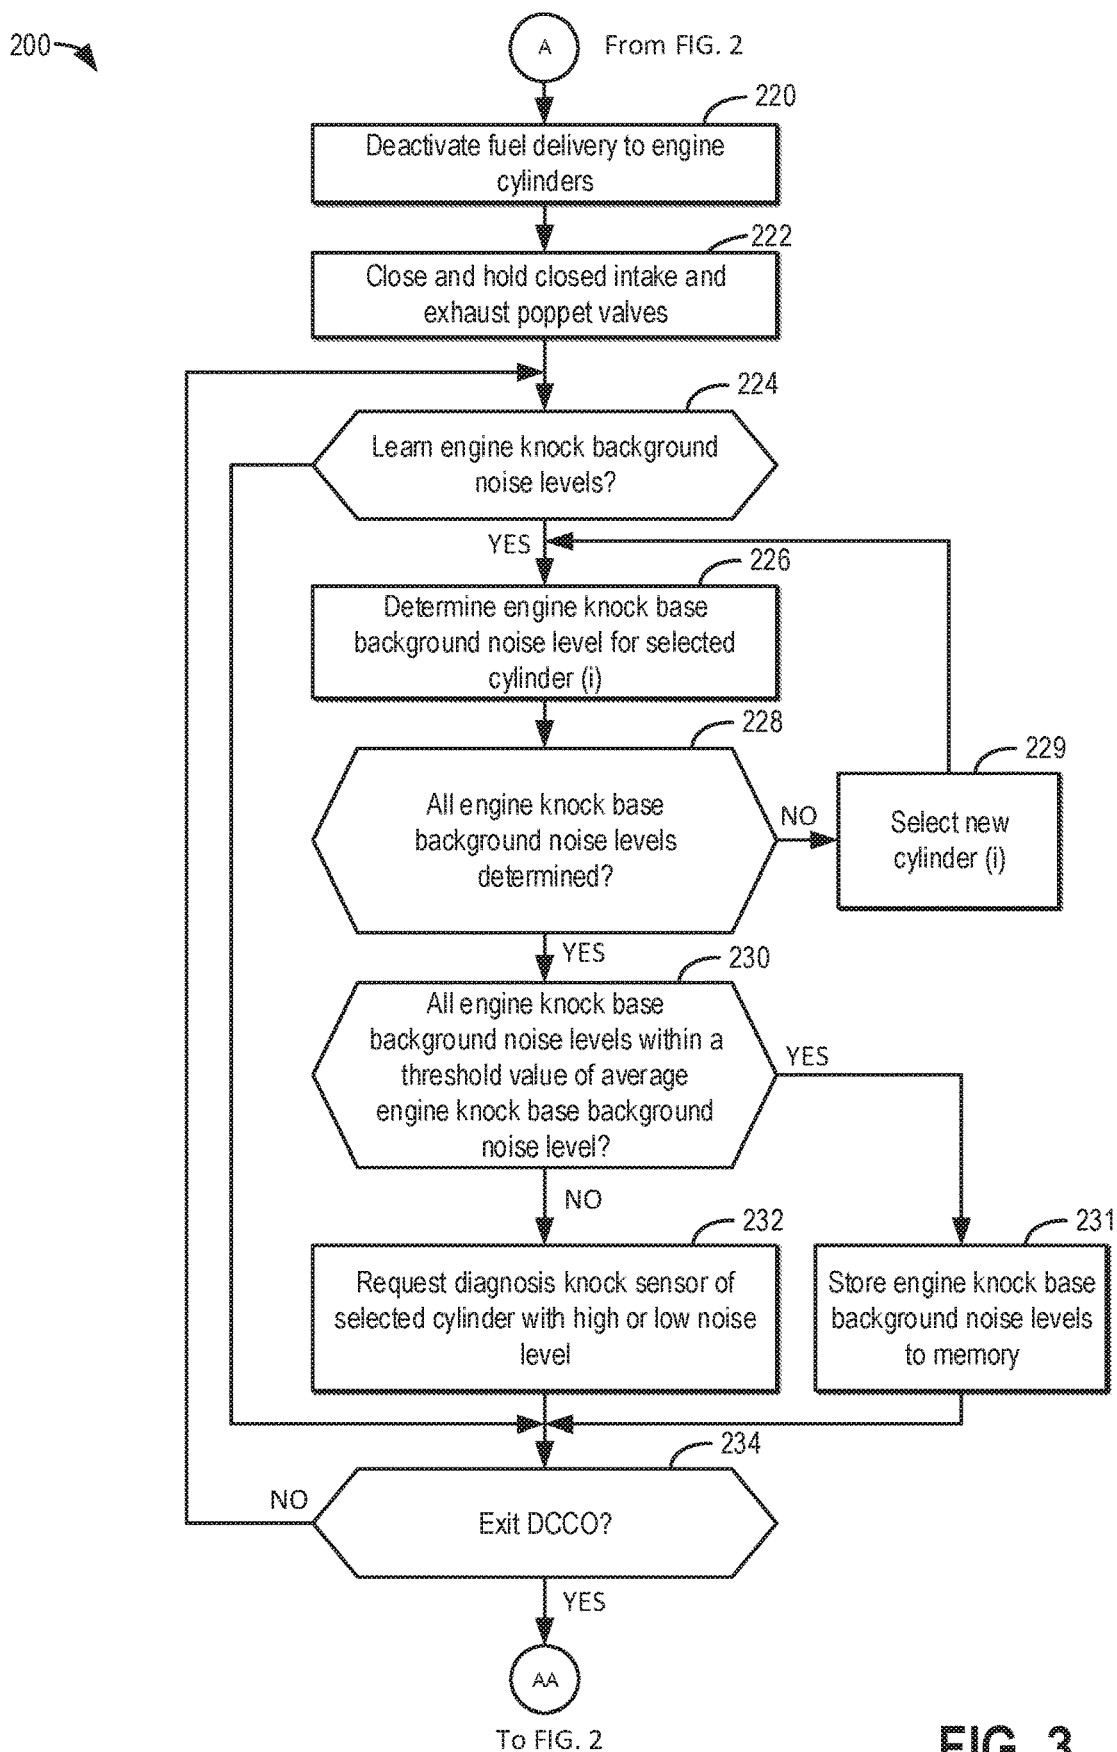 200
A
From FIG. 2
220
Deactivate fuel delivery to engine
cylinders
222
Close and hold closed intake and
exhaust poppet valves
224
Learn engine knock background
noise levels?
YES
226
Determine engine knock base
background noise level for selected
cylinder (i)
228
All engine knock base
background noise levels
determined?
NO
229
Select new
cylinder (i)
YES
230
All engine knock base
background noise levels within a
threshold value of average
engine knock base background
noise level?
YES
NO
232
Request diagnosis knock sensor of
selected cylinder with high or low noise
level
231
Store engine knock base
background noise levels
to memory
234
NO
Exit DCCO?
YES
AA
To FIG. 2
FIG. 3